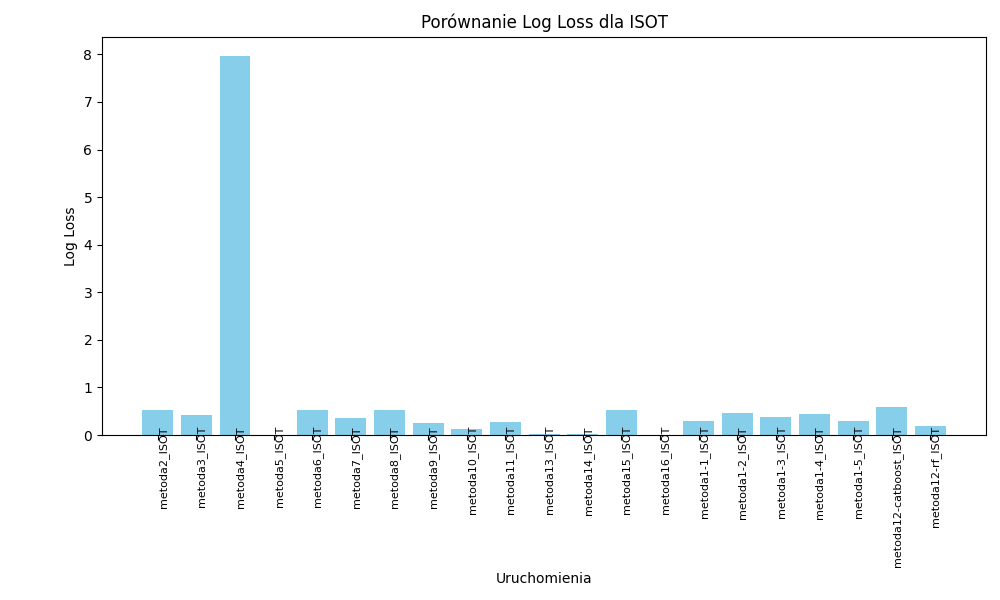 Porównanie Log Loss dla ISOT
Log Loss
8
7
6
5
4
3
2
1
0
metoda2_ISOT
metoda3_ISOT
metoda4_ISOT
metoda5_ISOT
metoda6_ISOT
metoda7_ISOT
metoda8_ISOT
metoda9_ISOT
metoda10_ISOT
metoda11_ISOT
metoda13_ISOT
metoda14_ISOT
metoda15_ISOT
metoda16_ISOT
metoda1-1_ISOT
metoda1-2_ISOT
metoda1-3_ISOT
metoda1-4_ISOT
metoda1-5_ISOT
metoda12-catboost_ISOT
metoda12-rf_ISOT
Uruchomienia